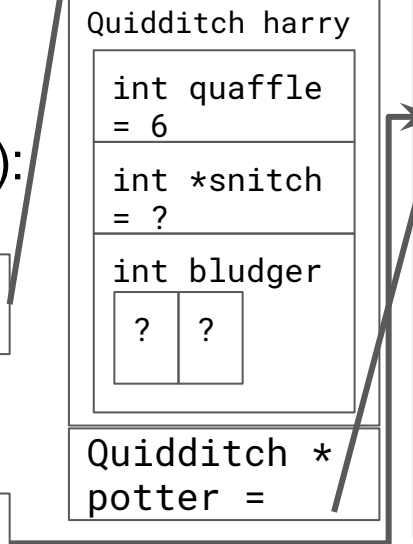 Quidditch harry
int quaffle
= 6
):
int *snitch
= ?
int bludger
? ?
Quidditch *
potter =